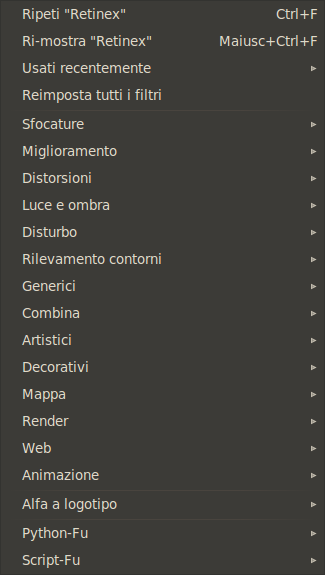 Ripeti "Retinex" Ctrl+F
Ri-mostra "Retinex" Maiusc+Ctrl+F
Usati recentemente
Reimposta tutti i filtri
Sfocature
Miglioramento
Distorsioni
Luce e ombra
Disturbo
Rilevamento contorni
Generici
Combina
Artistici
Decorativi
Mappa
Render
Web
Animazione
Alfa a logotipo
Python-Fu
Script-Fu